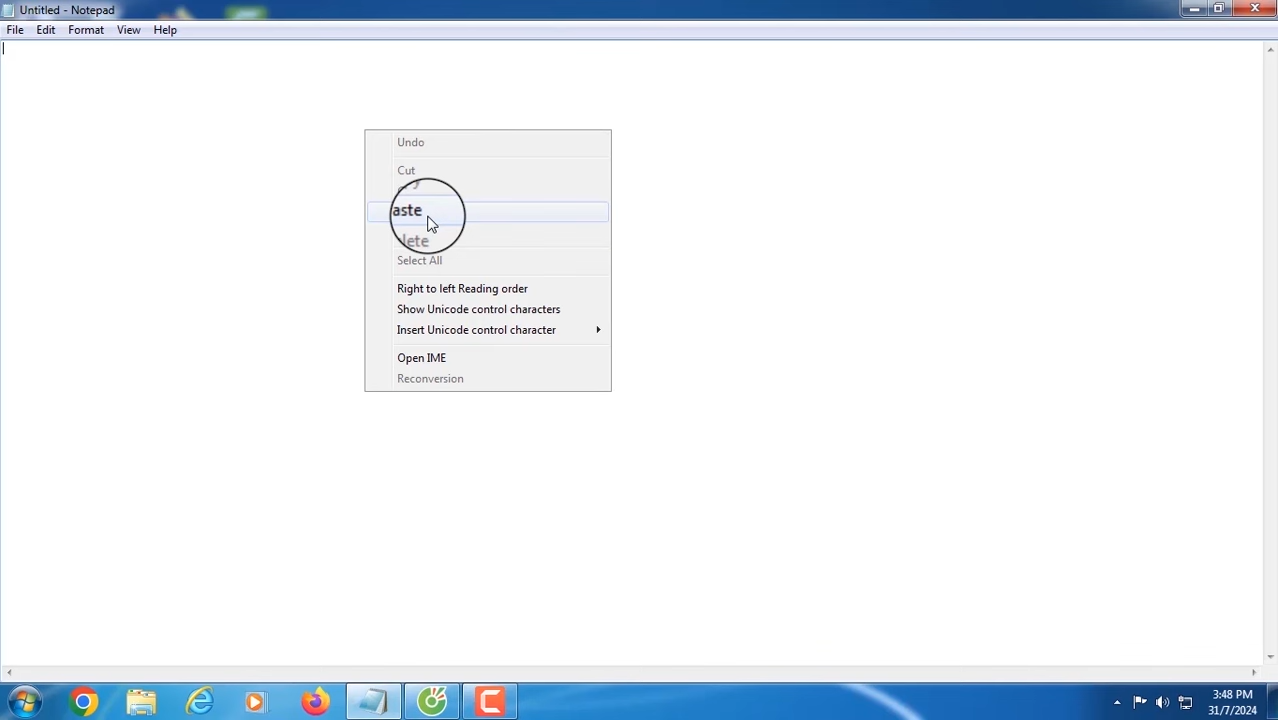 Untitled - Notepad
File Edit Format View Help
Undo
Cut
aste
lete
Select All
Right to left Reading order
Show Unicode control characters
Insert Unicode control character
Open IME
Reconversion
3:48 PM
31/7/2024